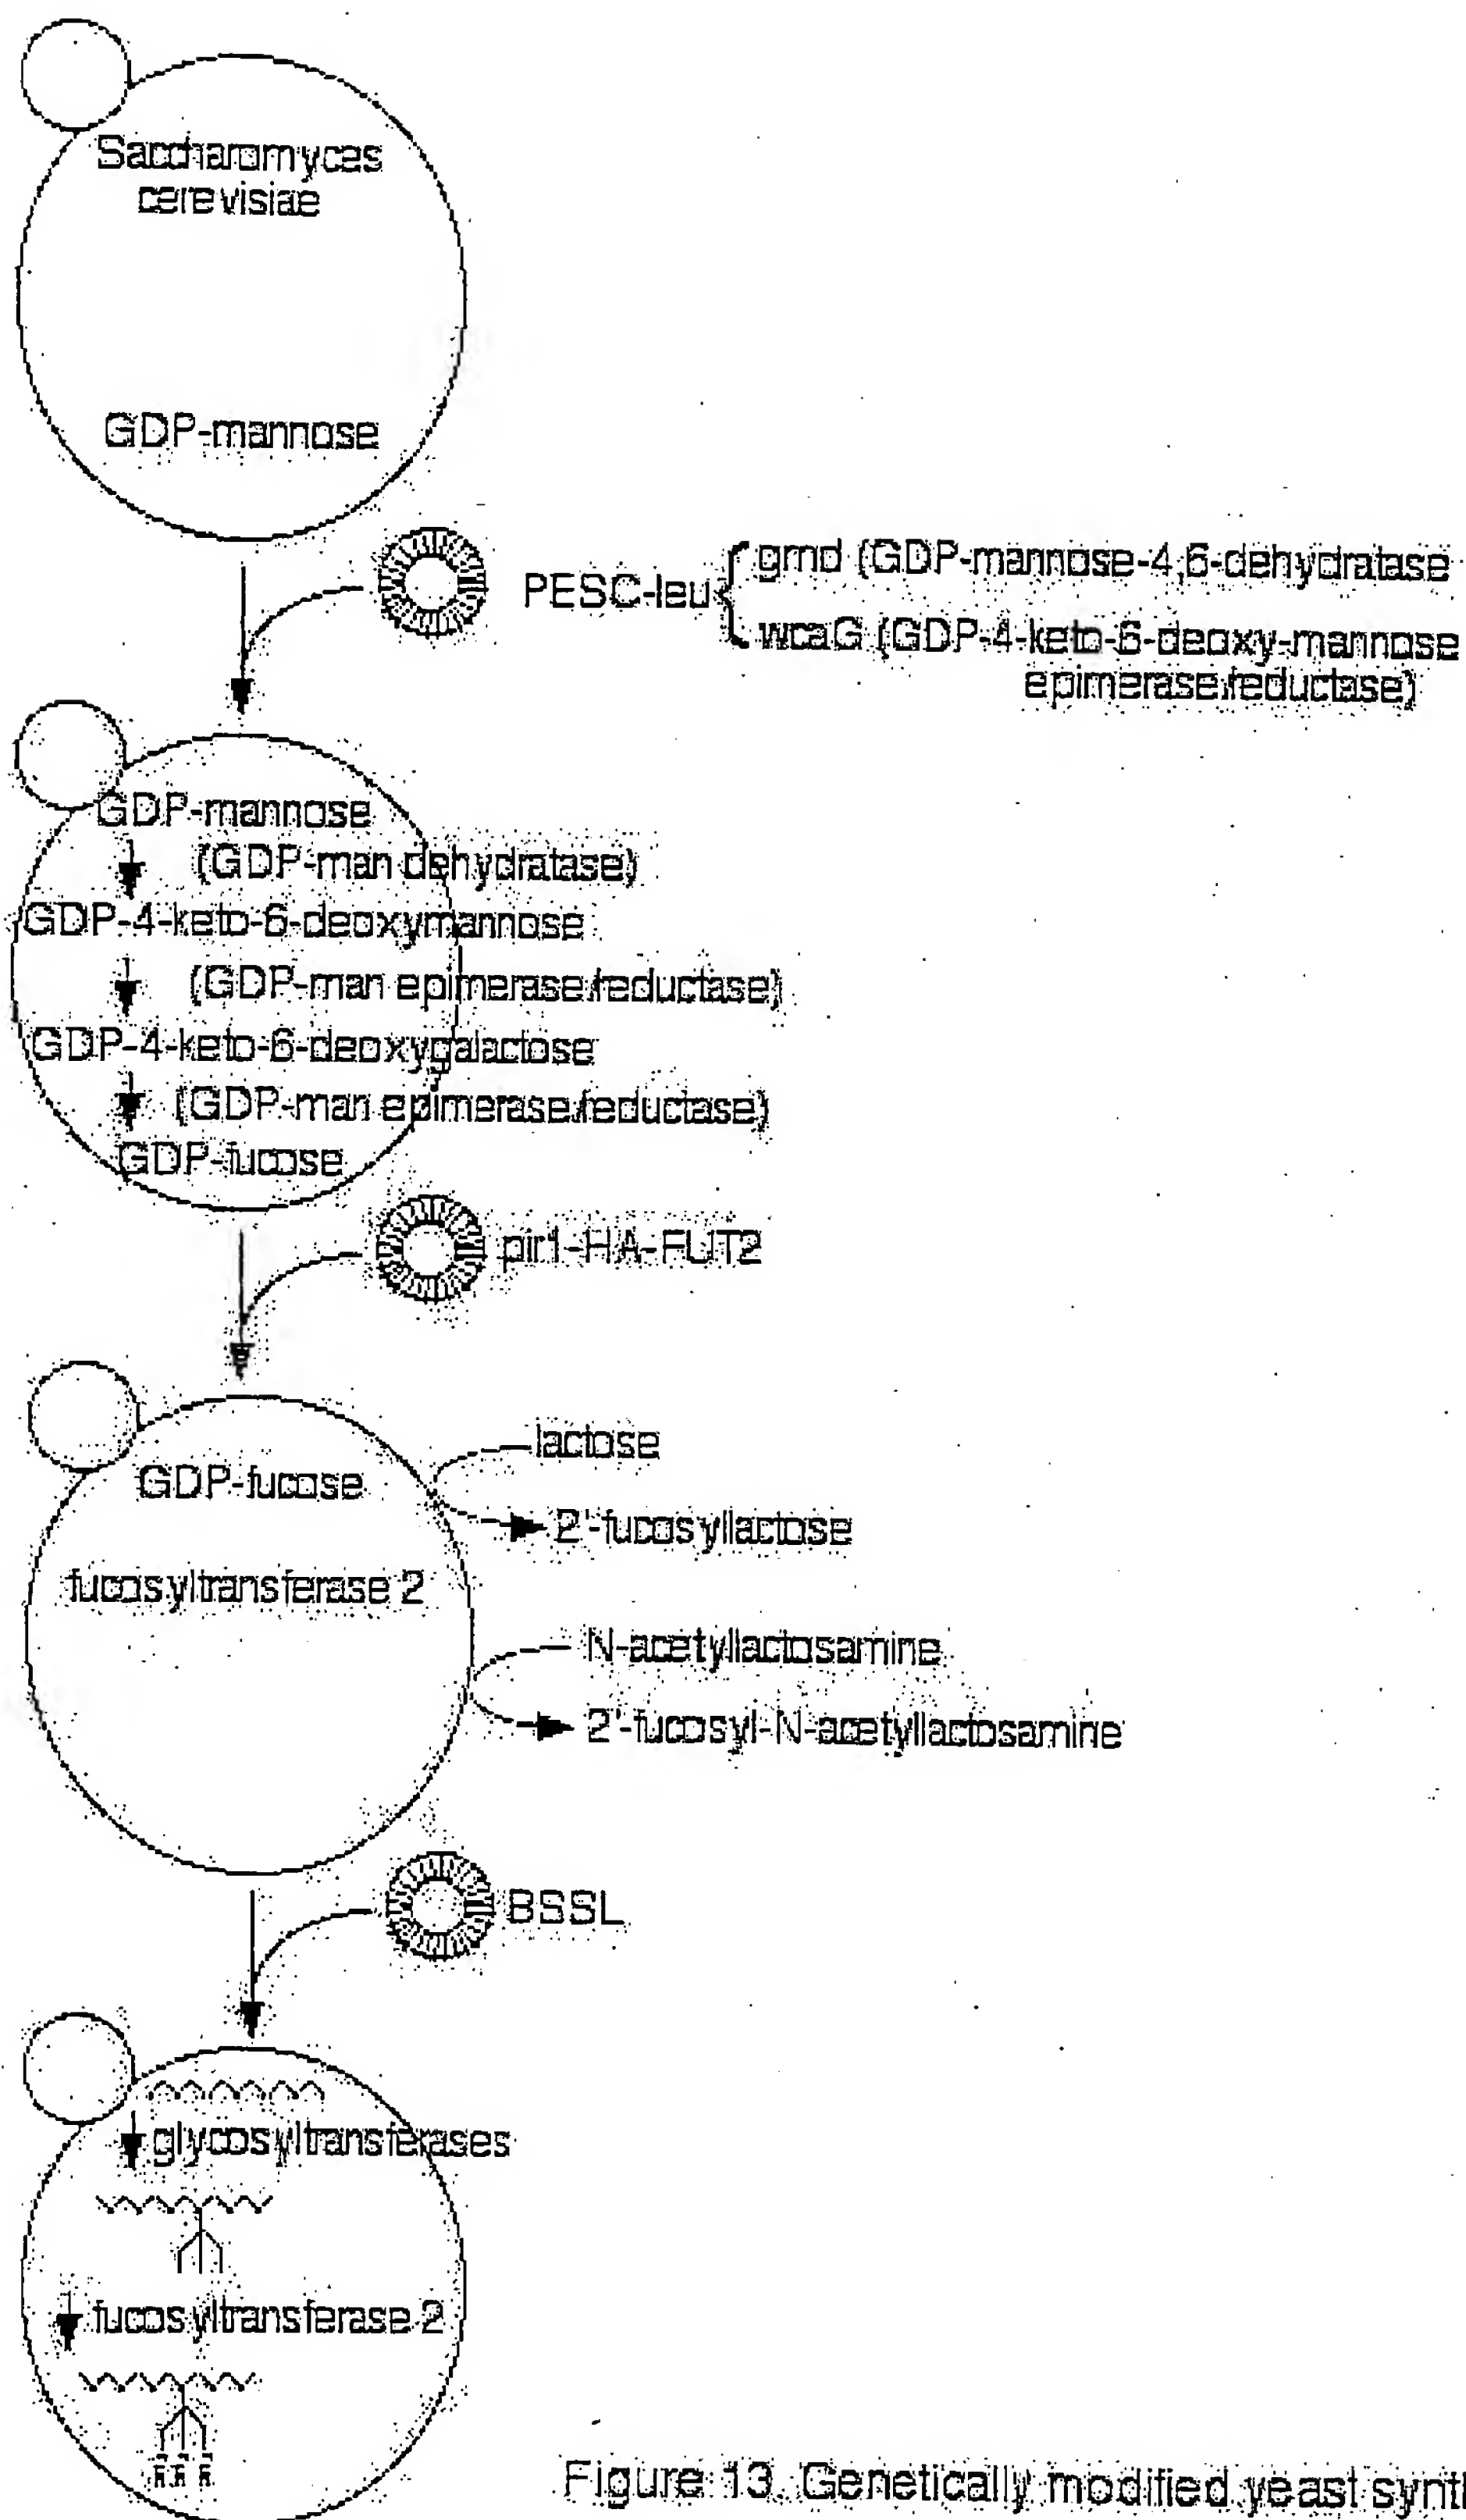 Saccharomyces
cerevisiae
GDP-mannose
PESC-leu
gmd (GDP-mannose-4,6-dehydratase
wcaG (GDP-4-keto-6-deoxy-mannose
epimerase/reductase)
GDP-mannose
(GDP-man dehydratase)
GDP-4-keto-6-deoxymannose
(GDP-man epimerase/reductase)
GDP-4-keto-6-deoxygalactose
(GDP-man epimerase/reductase)
GDP-fucose
pir1-HA-FUT2
lactose
GDP-fucose
2'-fucosyllactose
fucosyltransferase 2
N-acetyllactosamine
2'-fucosyl-N-acetyllactosamine
BSSL
glycosyltransferases
fucosyltransferase 2
Figure 13. Genetically modified yeast